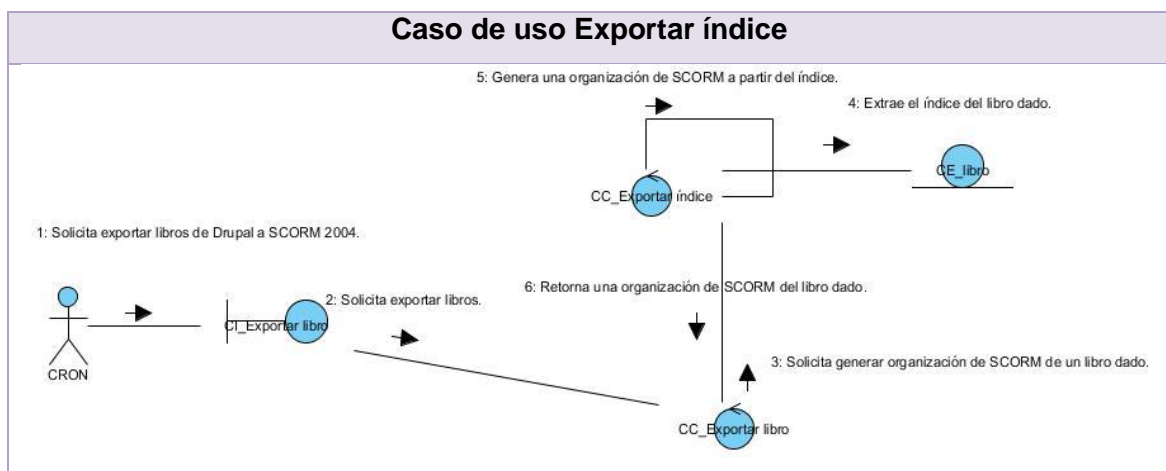 Caso de uso Exportar índice
5: Genera una organización de SCORM a partir del índice.
4: Extrae el índice del libro dado.
CE_libro
CC_Exportar índice
1: Solicita exportar libros de Drupal a SCORM 2004.
2: Solicita exportar libros.
6: Retorna una organización de SCORM del libro dado.
CI_Exportar libro
3: Solicita generar organización de SCORM de un libro dado.
CRON
CC_Exportar libro